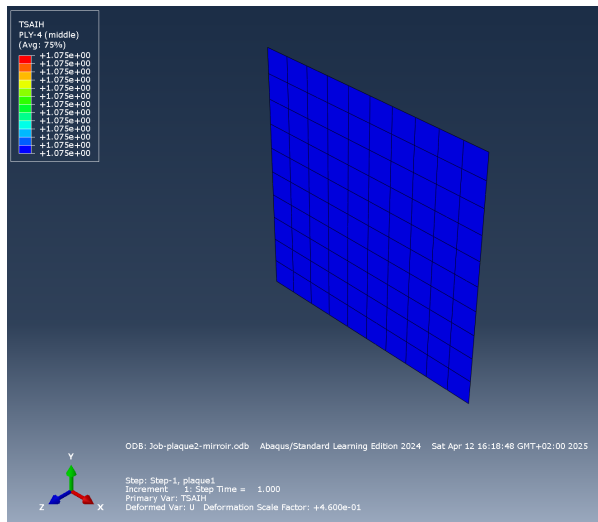 TSAIH
PLY-4 (middle)
(Avg: 75%)
+1.075e+00
+1.075e+00
+1.075e+00
+1.075e+00
+1.075e+00
+1.075e+00
+1.075e+00
+1.075e+00
+1.075e+00
+1.075e+00
+1.075e+00
+1.075e+00
+1.075e+00
ODB: Job-plaque2-mirroir.odb    Abaqus/Standard Learning Edition 2024    Sat Apr 12 16:18:48 GMT+02:00 2025
Y
Z
X
Step: Step-1, plaque1
Increment    1: Step Time =    1.000
Primary Var: TSAIH
Deformed Var: U   Deformation Scale Factor: +4.600e-01